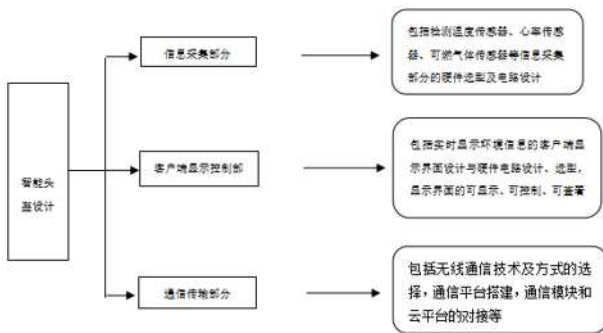 智能头
盔设计
信息采集部分
包括检测温度传感器、心率传感
器、可燃气体传感器等信息采集
部分的硬件选型及电路设计
客户端显示控制部
包括实时显示环境信息的客户端显
示界面设计与硬件电路设计、选型,
显示界面的可显示、可控制、可查看
通信传输部分
包括无线通信技术及方式的选
择,通信平台搭建,通信模块和
云平台的对接等